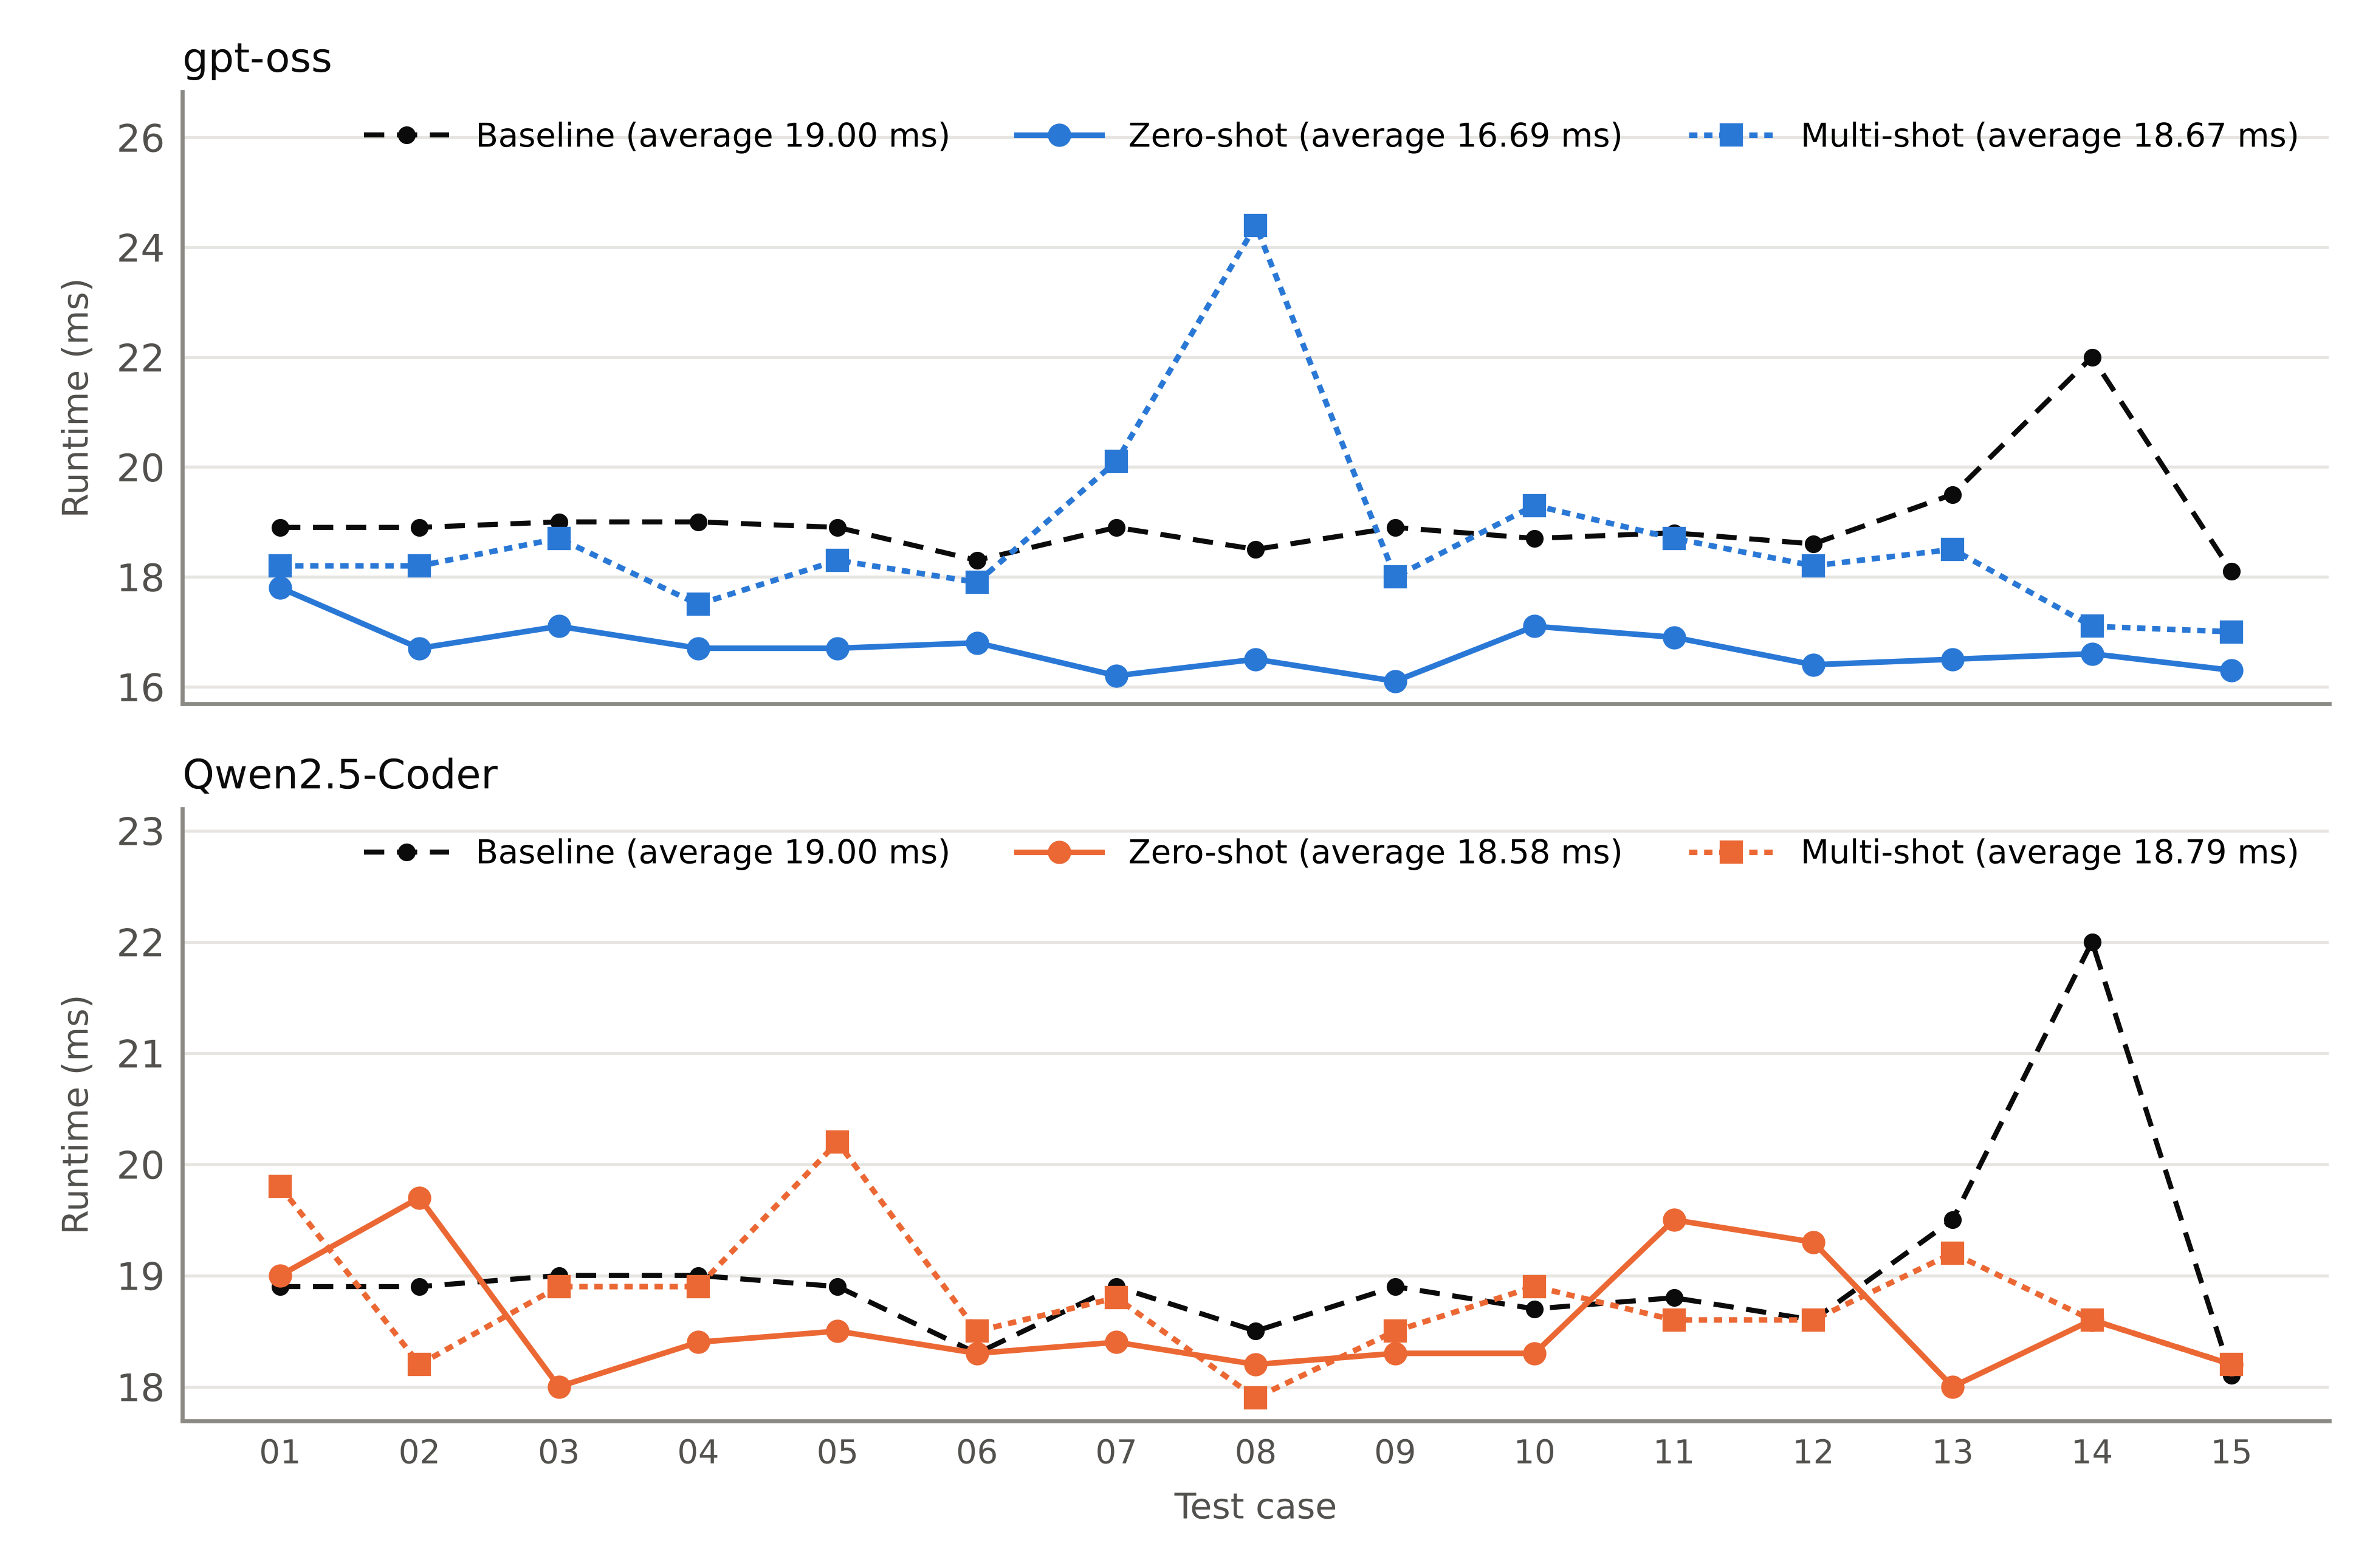 gpt-oss
Baseline (average 19.00 ms) Zero-shot (average 16.69 ms) Multi-shot (average 18.67 ms)
26
24
22
20
18
16
Runtime (ms)
Qwen2.5-Coder
Baseline (average 19.00 ms) Zero-shot (average 18.58 ms) Multi-shot (average 18.79 ms)
23
22
21
20
19
18
Runtime (ms)
01 02 03 04 05 06 07 08 09 10 11 12 13 14 15
Test case